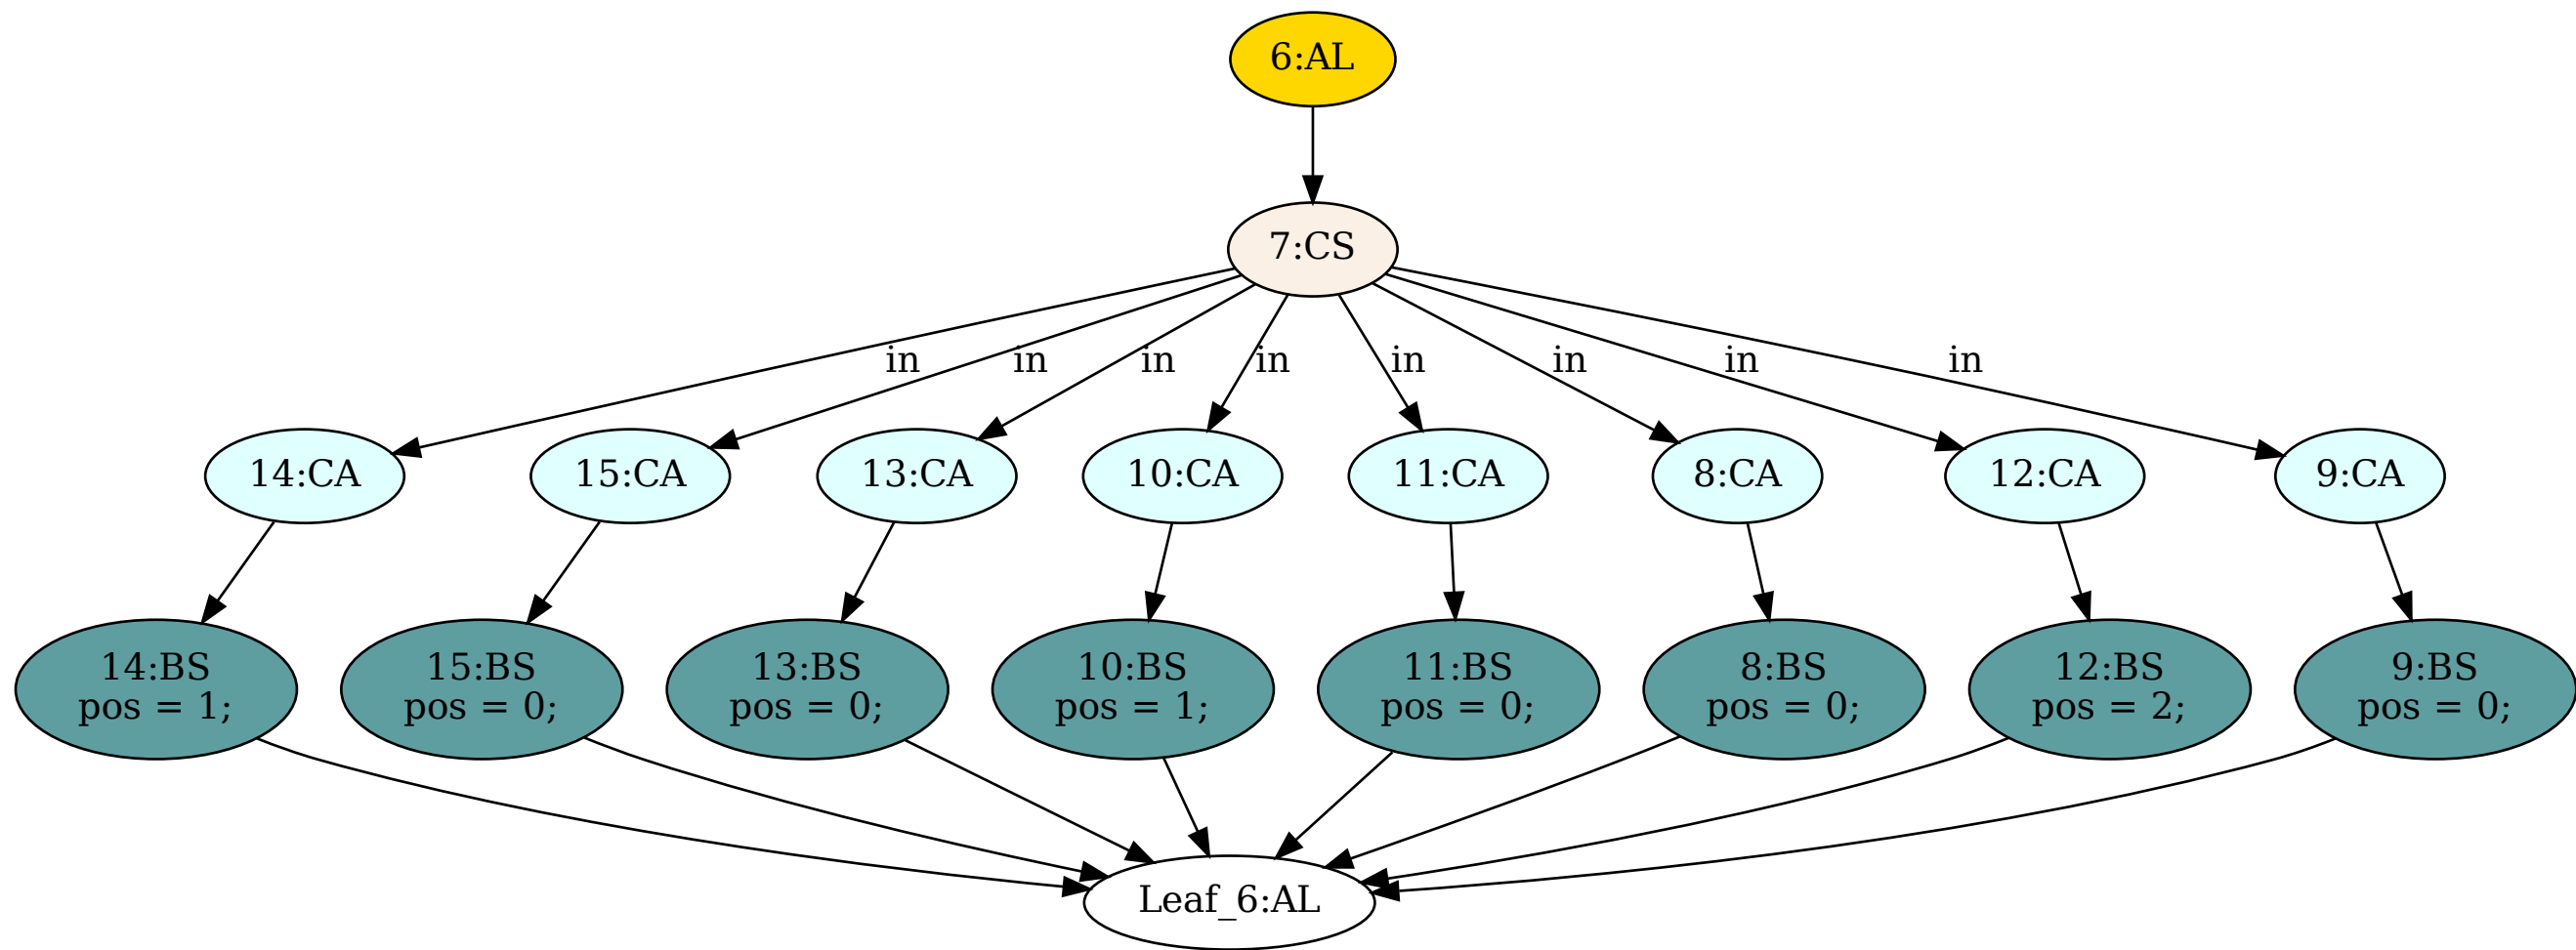 6:AL
7:CS
in
in
in
in
in
in
in
in
14:CA
15:CA
13:CA
10:CA
11:CA
8:CA
12:CA
9:CA
14:BS
pos = 1;
15:BS
pos = 0;
13:BS
pos = 0;
10:BS
pos = 1;
11:BS
pos = 0;
8:BS
pos = 0;
12:BS
pos = 2;
9:BS
pos = 0;
Leaf_6:AL